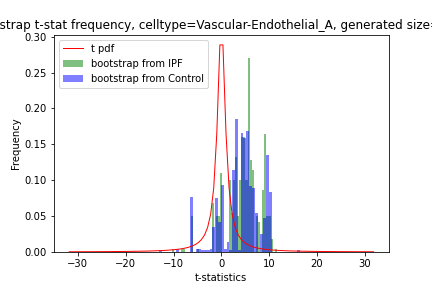 strap t-stat frequency, celltype=Vascular-Endothelial_A, generated size=
t pdf
bootstrap from IPF
bootstrap from Control
Frequency
0.30
0.25
0.20
0.15
0.10
0.05
0.00
−30 −20 −10 0 10 20 30
t-statistics